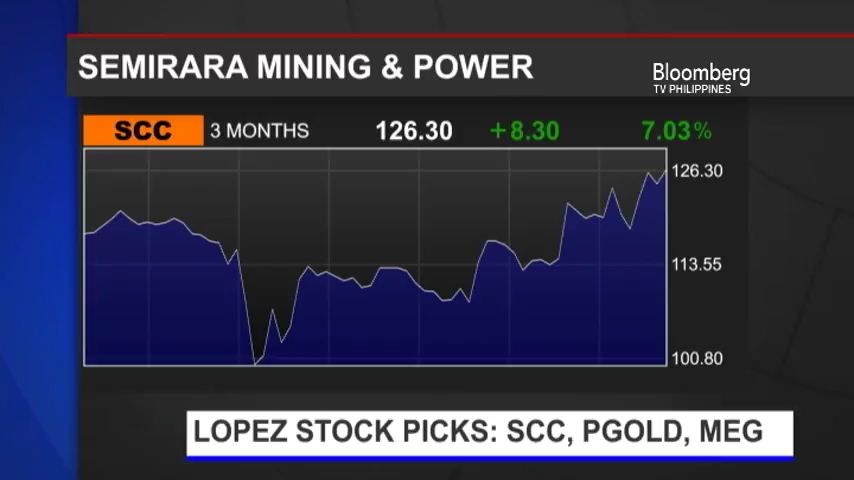 SEMIRARA MINING & POWER
Bloomberg
TV PHILIPPINES
SCC 3 MONTHS 126.30 +8.30 7.03%
126.30
113.55
100.80
LOPEZ STOCK PICKS: SCC, PGOLD, MEG